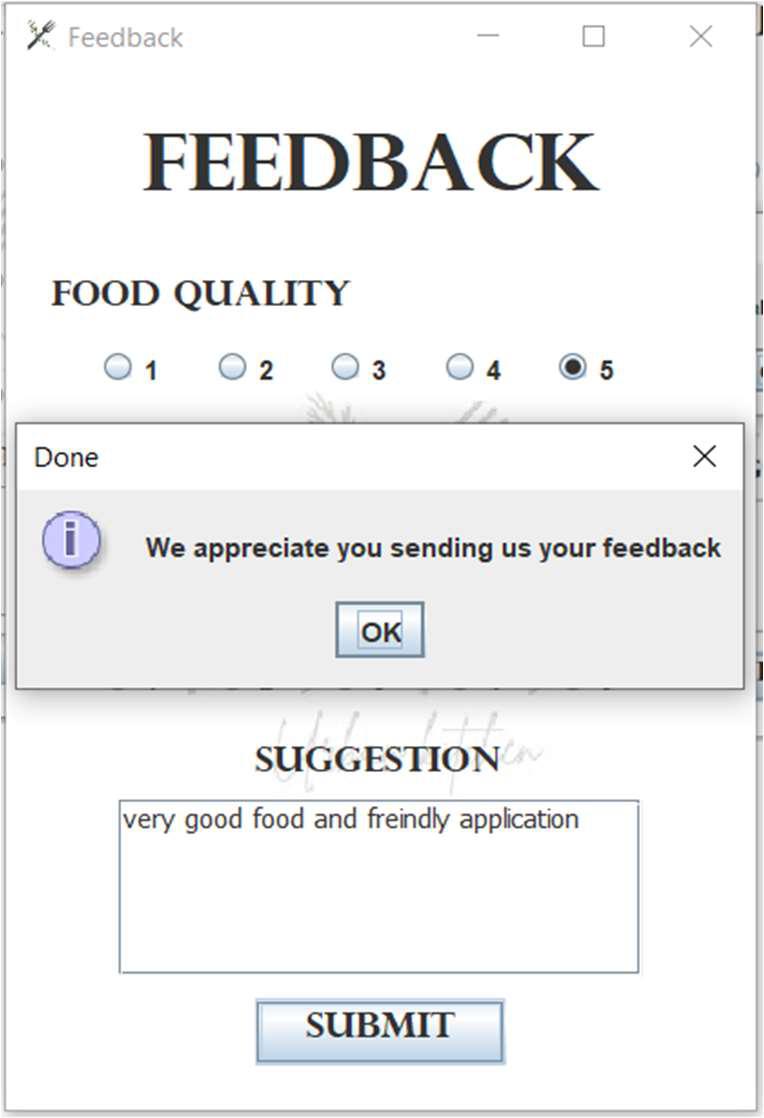 Feedback
FEEDBACK
FOOD QUALITY
1 2 3 4 5
Done
We appreciate you sending us your feedback
OK
SUGGESTION
very good food and freindly application
SUBMIT